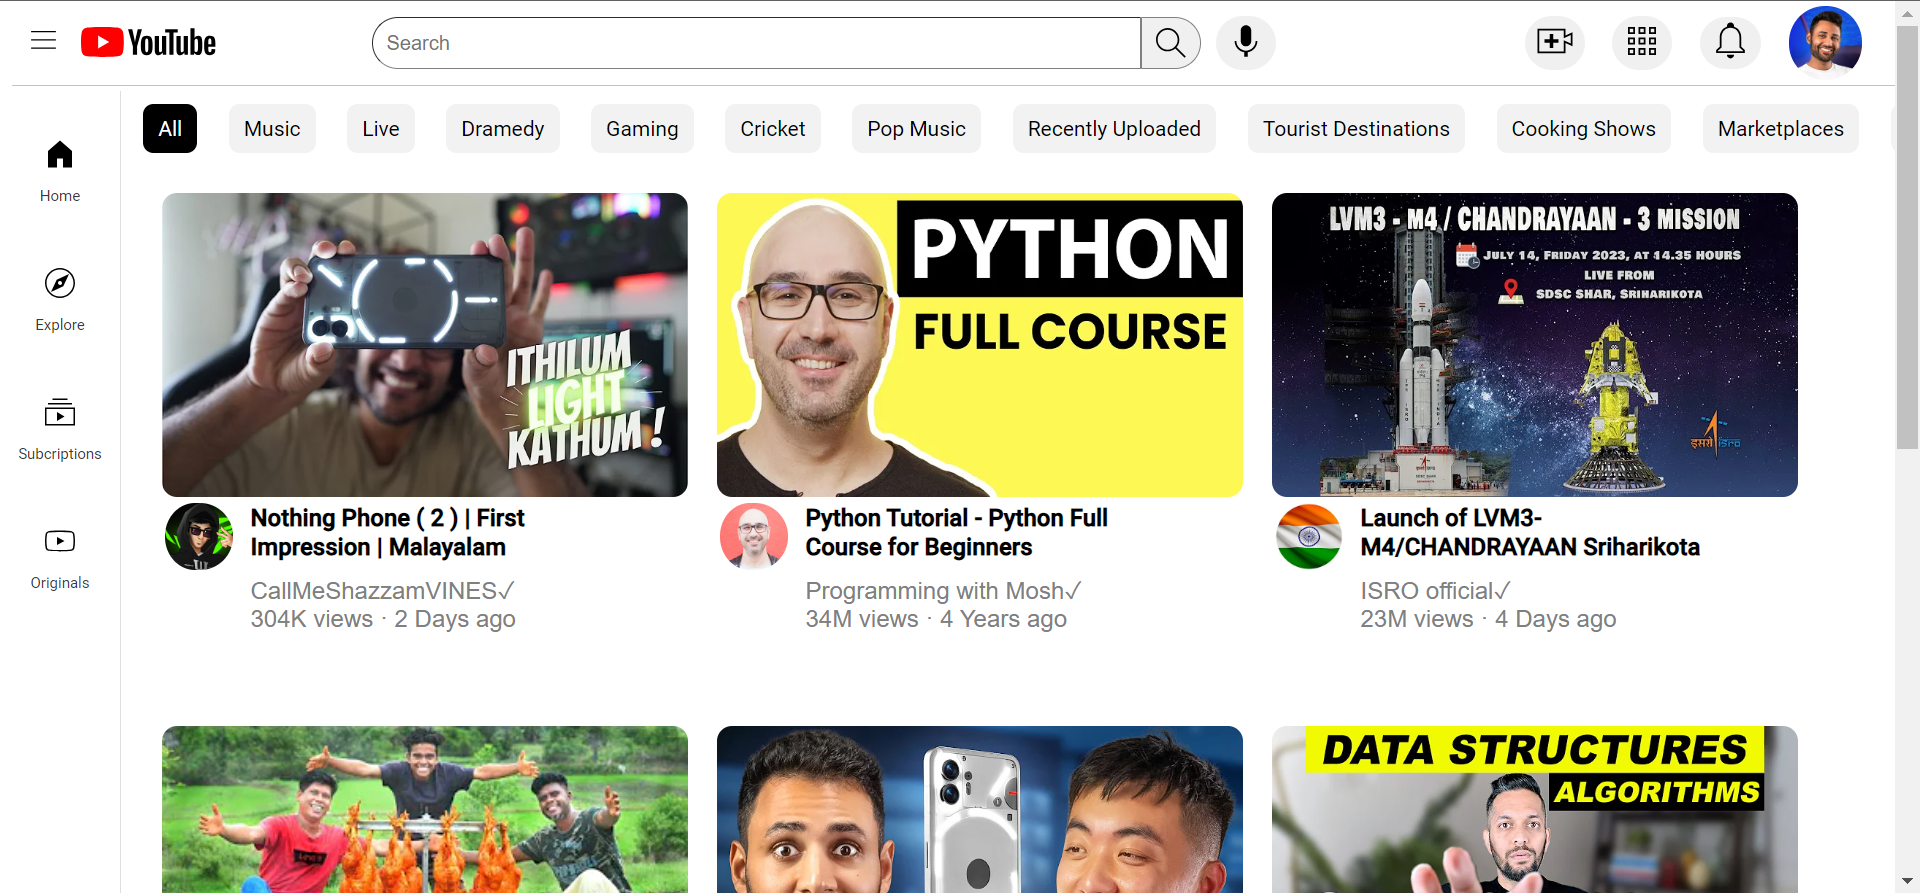 YouTube
Search
All
Music
Live
Dramedy
Gaming
Cricket
Pop Music
Recently Uploaded
Tourist Destinations
Cooking Shows
Marketplaces
Home
Explore
Subcriptions
Originals
ITHILUM
LIGHT
KATHUM !
PYTHON
FULL COURSE
LVM3 - M4 / CHANDRAYAAN - 3 MISSION
JULY 14, FRIDAY 2023, AT 14.35 HOURS
LIVE FROM
SDSC SHAR, SRIHARIKOTA
इसरो isro
Nothing Phone ( 2 ) | First
Impression | Malayalam
CallMeShazzamVINES✓
304K views · 2 Days ago
Python Tutorial - Python Full
Course for Beginners
Programming with Mosh✓
34M views · 4 Years ago
Launch of LVM3-
M4/CHANDRAYAAN Sriharikota
ISRO official✓
23M views · 4 Days ago
DATA STRUCTURES
ALGORITHMS